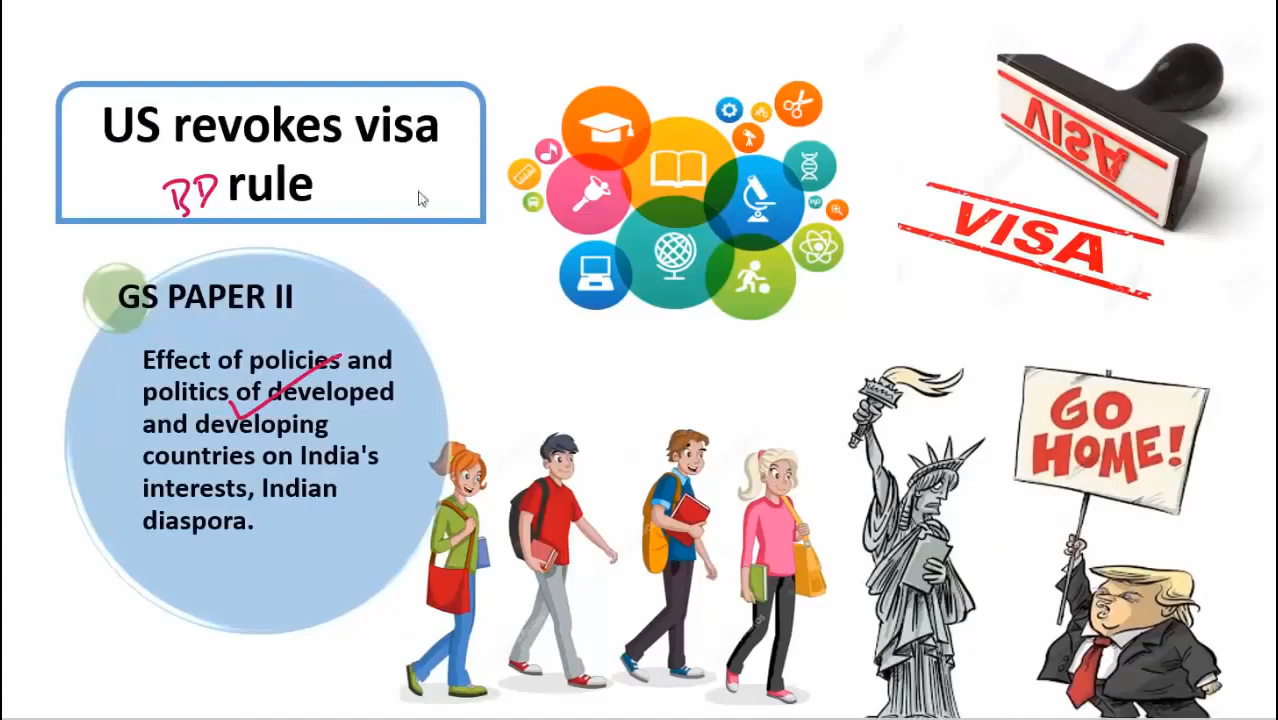 US revokes visa
BD rule
GS PAPER II
Effect of policies and
politics of developed
and developing
countries on India's
interests, Indian
diaspora.
VISA
VISA
GO
HOME!